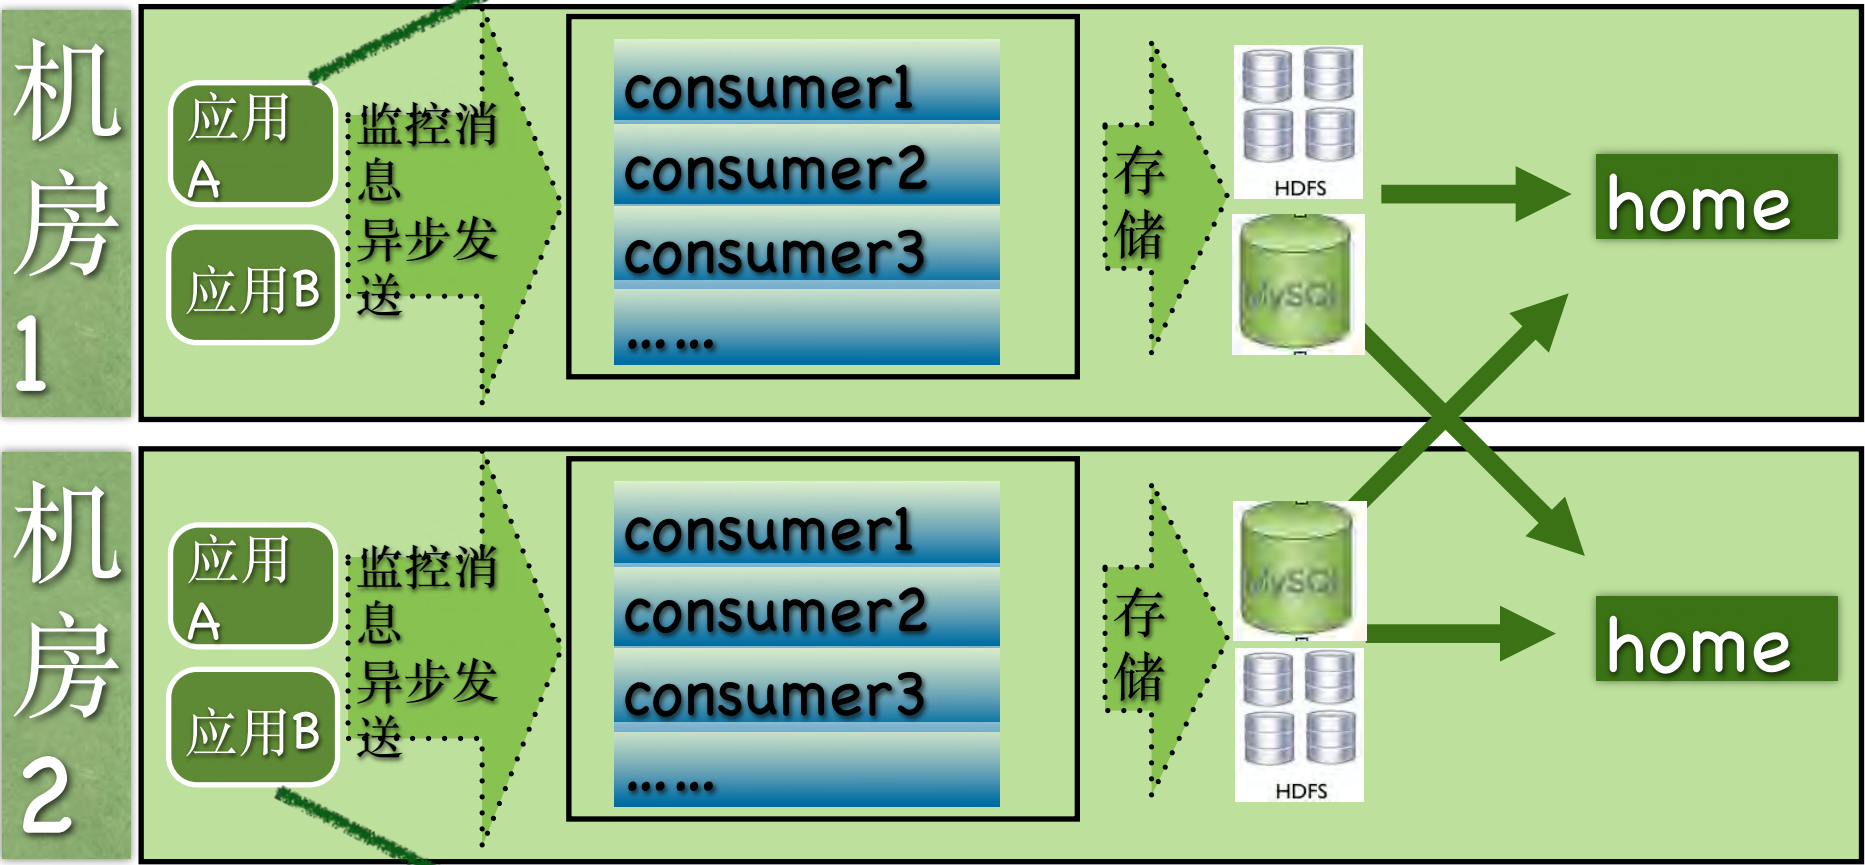 机
房
1
应用
A
应用B
监控消
息
异步发
送
consumer1
consumer2
consumer3
... ...
存
储
HDFS
MySQL
home
机
房
2
应用
A
应用B
监控消
息
异步发
送
consumer1
consumer2
consumer3
... ...
存
储
MySQL
HDFS
home